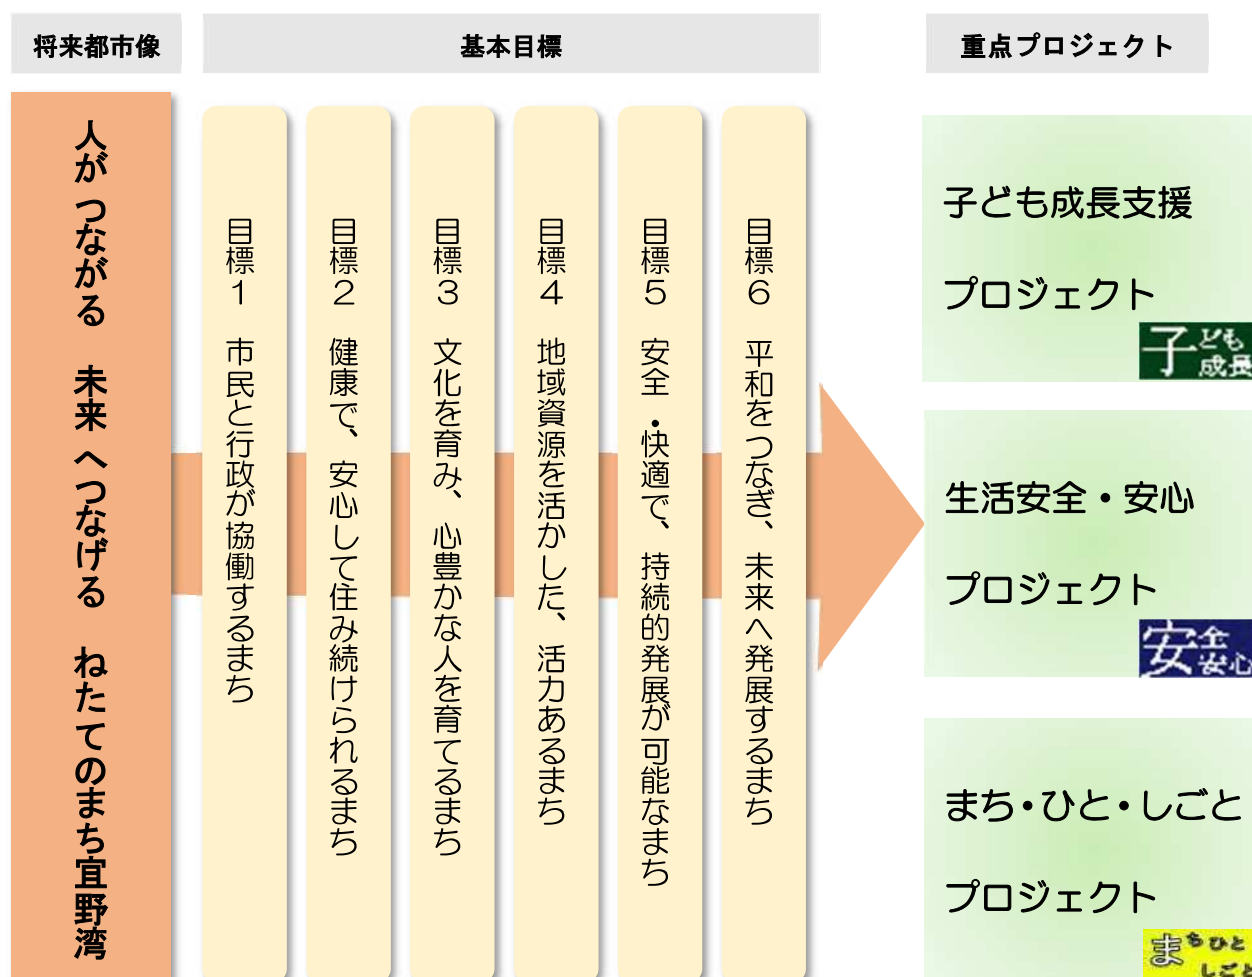 将来都市像
基本目標
重点プロジェクト
人が つながる 未来 へつなげる ねたてのまち宜野湾
目標1 市民と行政が協働するまち
目標2 健康で、安心して住み続けられるまち
目標3 文化を育み、心豊かな人を育てるまち
目標4 地域資源を活かした、活力あるまち
目標5 安全・快適で、持続的発展が可能なまち
目標6 平和をつなぎ、未来へ発展するまち
子ども成長支援
プロジェクト
子ども
成長
生活安全・安心
プロジェクト
安全
安心
まち・ひと・しごと
プロジェクト
まちひと
しごと